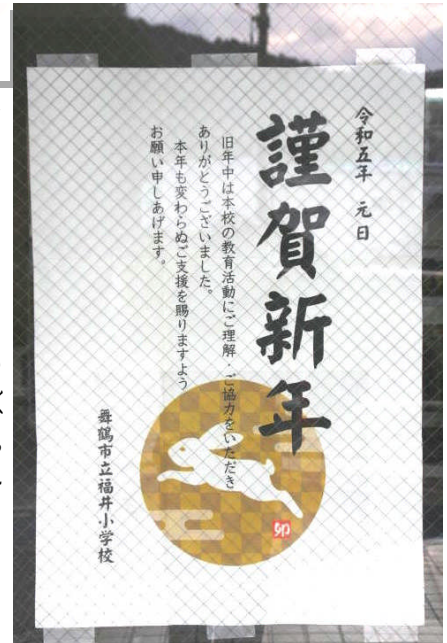 令和五年 元日
謹賀新年
旧年中は本校の教育活動にご理解・ご協力をいただき
ありがとうございました。
本年も変わらぬご支援を賜りますよう
お願い申しあげます。
舞鶴市立福井小学校
卯